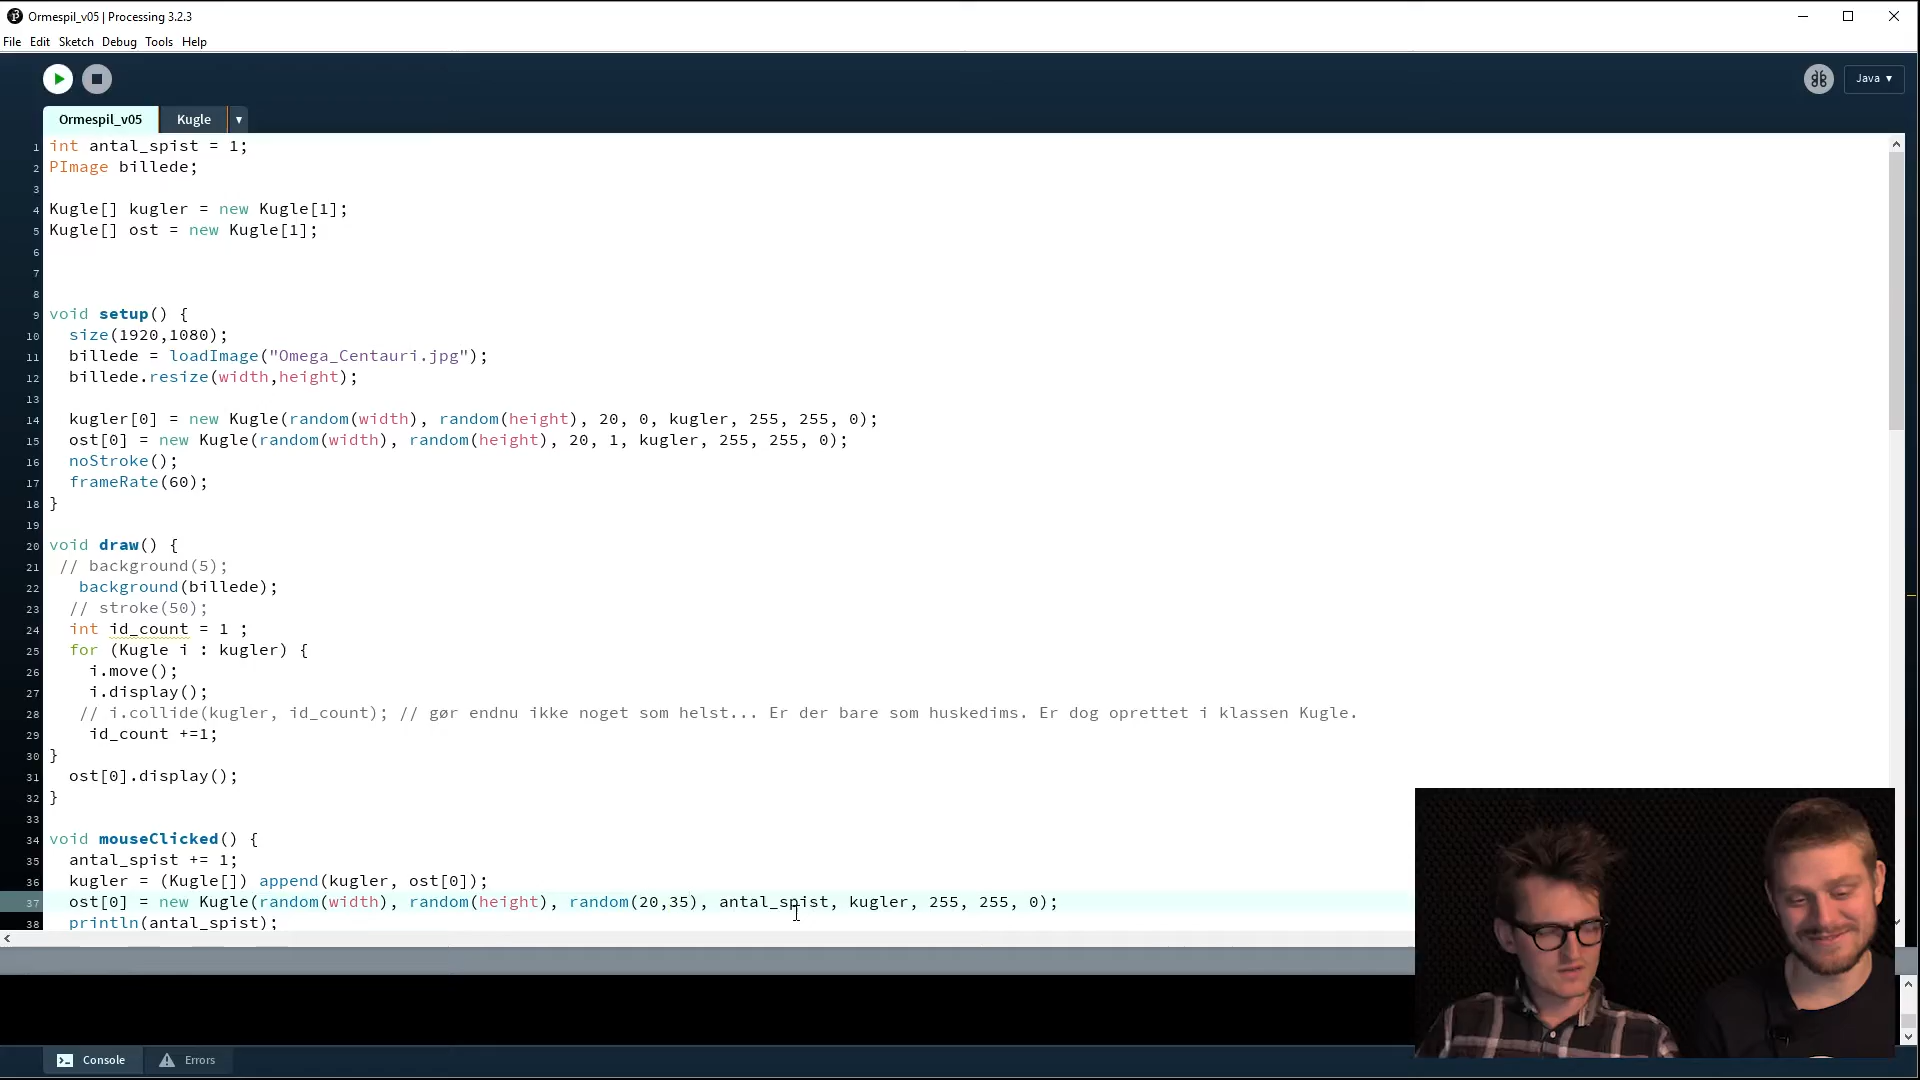 Ormespil_v05 | Processing 3.2.3
File Edit Sketch Debug Tools Help
Java ▾
Ormespil_v05 Kugle ▾
1 int antal_spist = 1;
2 PImage billede;
3
4 Kugle[] kugler = new Kugle[1];
5 Kugle[] ost = new Kugle[1];
6
7
8
9 void setup() {
10 size(1920,1080);
11 billede = loadImage("Omega_Centauri.jpg");
12 billede.resize(width,height);
13
14 kugler[0] = new Kugle(random(width), random(height), 20, 0, kugler, 255, 255, 0);
15 ost[0] = new Kugle(random(width), random(height), 20, 1, kugler, 255, 255, 0);
16 noStroke();
17 frameRate(60);
18 }
19
20 void draw() {
21 // background(5);
22 background(billede);
23 // stroke(50);
24 int id_count = 1 ;
25 for (Kugle i : kugler) {
26 i.move();
27 i.display();
28 // i.collide(kugler, id_count); // gør endnu ikke noget som helst... Er der bare som huskedims. Er dog oprettet i klassen Kugle.
29 id_count +=1;
30 }
31 ost[0].display();
32 }
33
34 void mouseClicked() {
35 antal_spist += 1;
36 kugler = (Kugle[]) append(kugler, ost[0]);
37 ost[0] = new Kugle(random(width), random(height), random(20,35), antal_spist, kugler, 255, 255, 0);
38 println(antal_spist);
Console Errors